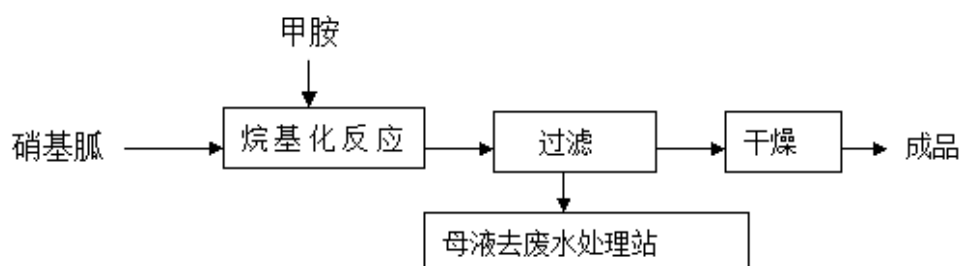 甲胺
硝基胍
烷基化反应
过滤
干燥
成品
母液去废水处理站